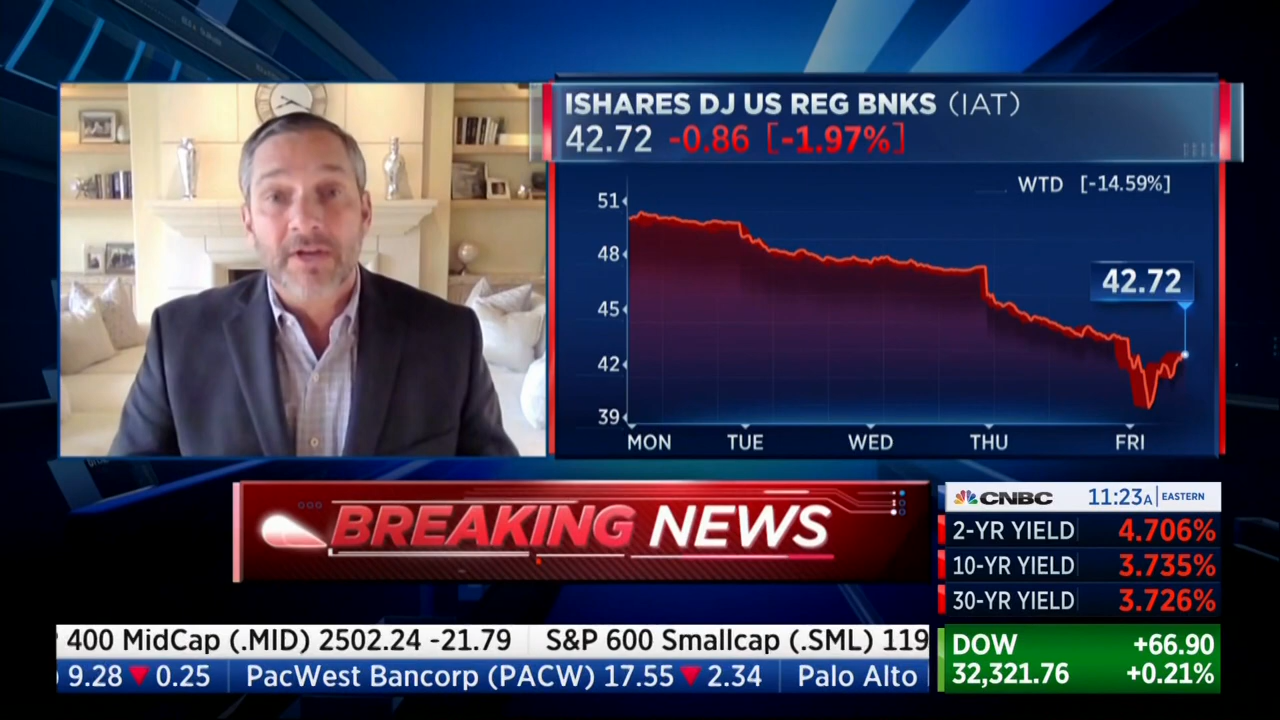 ISHARES DJ US REG BNKS (IAT)
42.72 -0.86 [-1.97%]
WTD [-14.59%]
51
48
45
42
39
42.72
MON TUE WED THU FRI
BREAKING NEWS
CNBC 11:23A EASTERN
2-YR YIELD 4.706%
10-YR YIELD 3.735%
30-YR YIELD 3.726%
400 MidCap (.MID) 2502.24 -21.79 S&P 600 Smallcap (.SML) 119
9.28 ▼ 0.25 PacWest Bancorp (PACW) 17.55 ▼ 2.34 Palo Alto
DOW +66.90
32,321.76 +0.21%